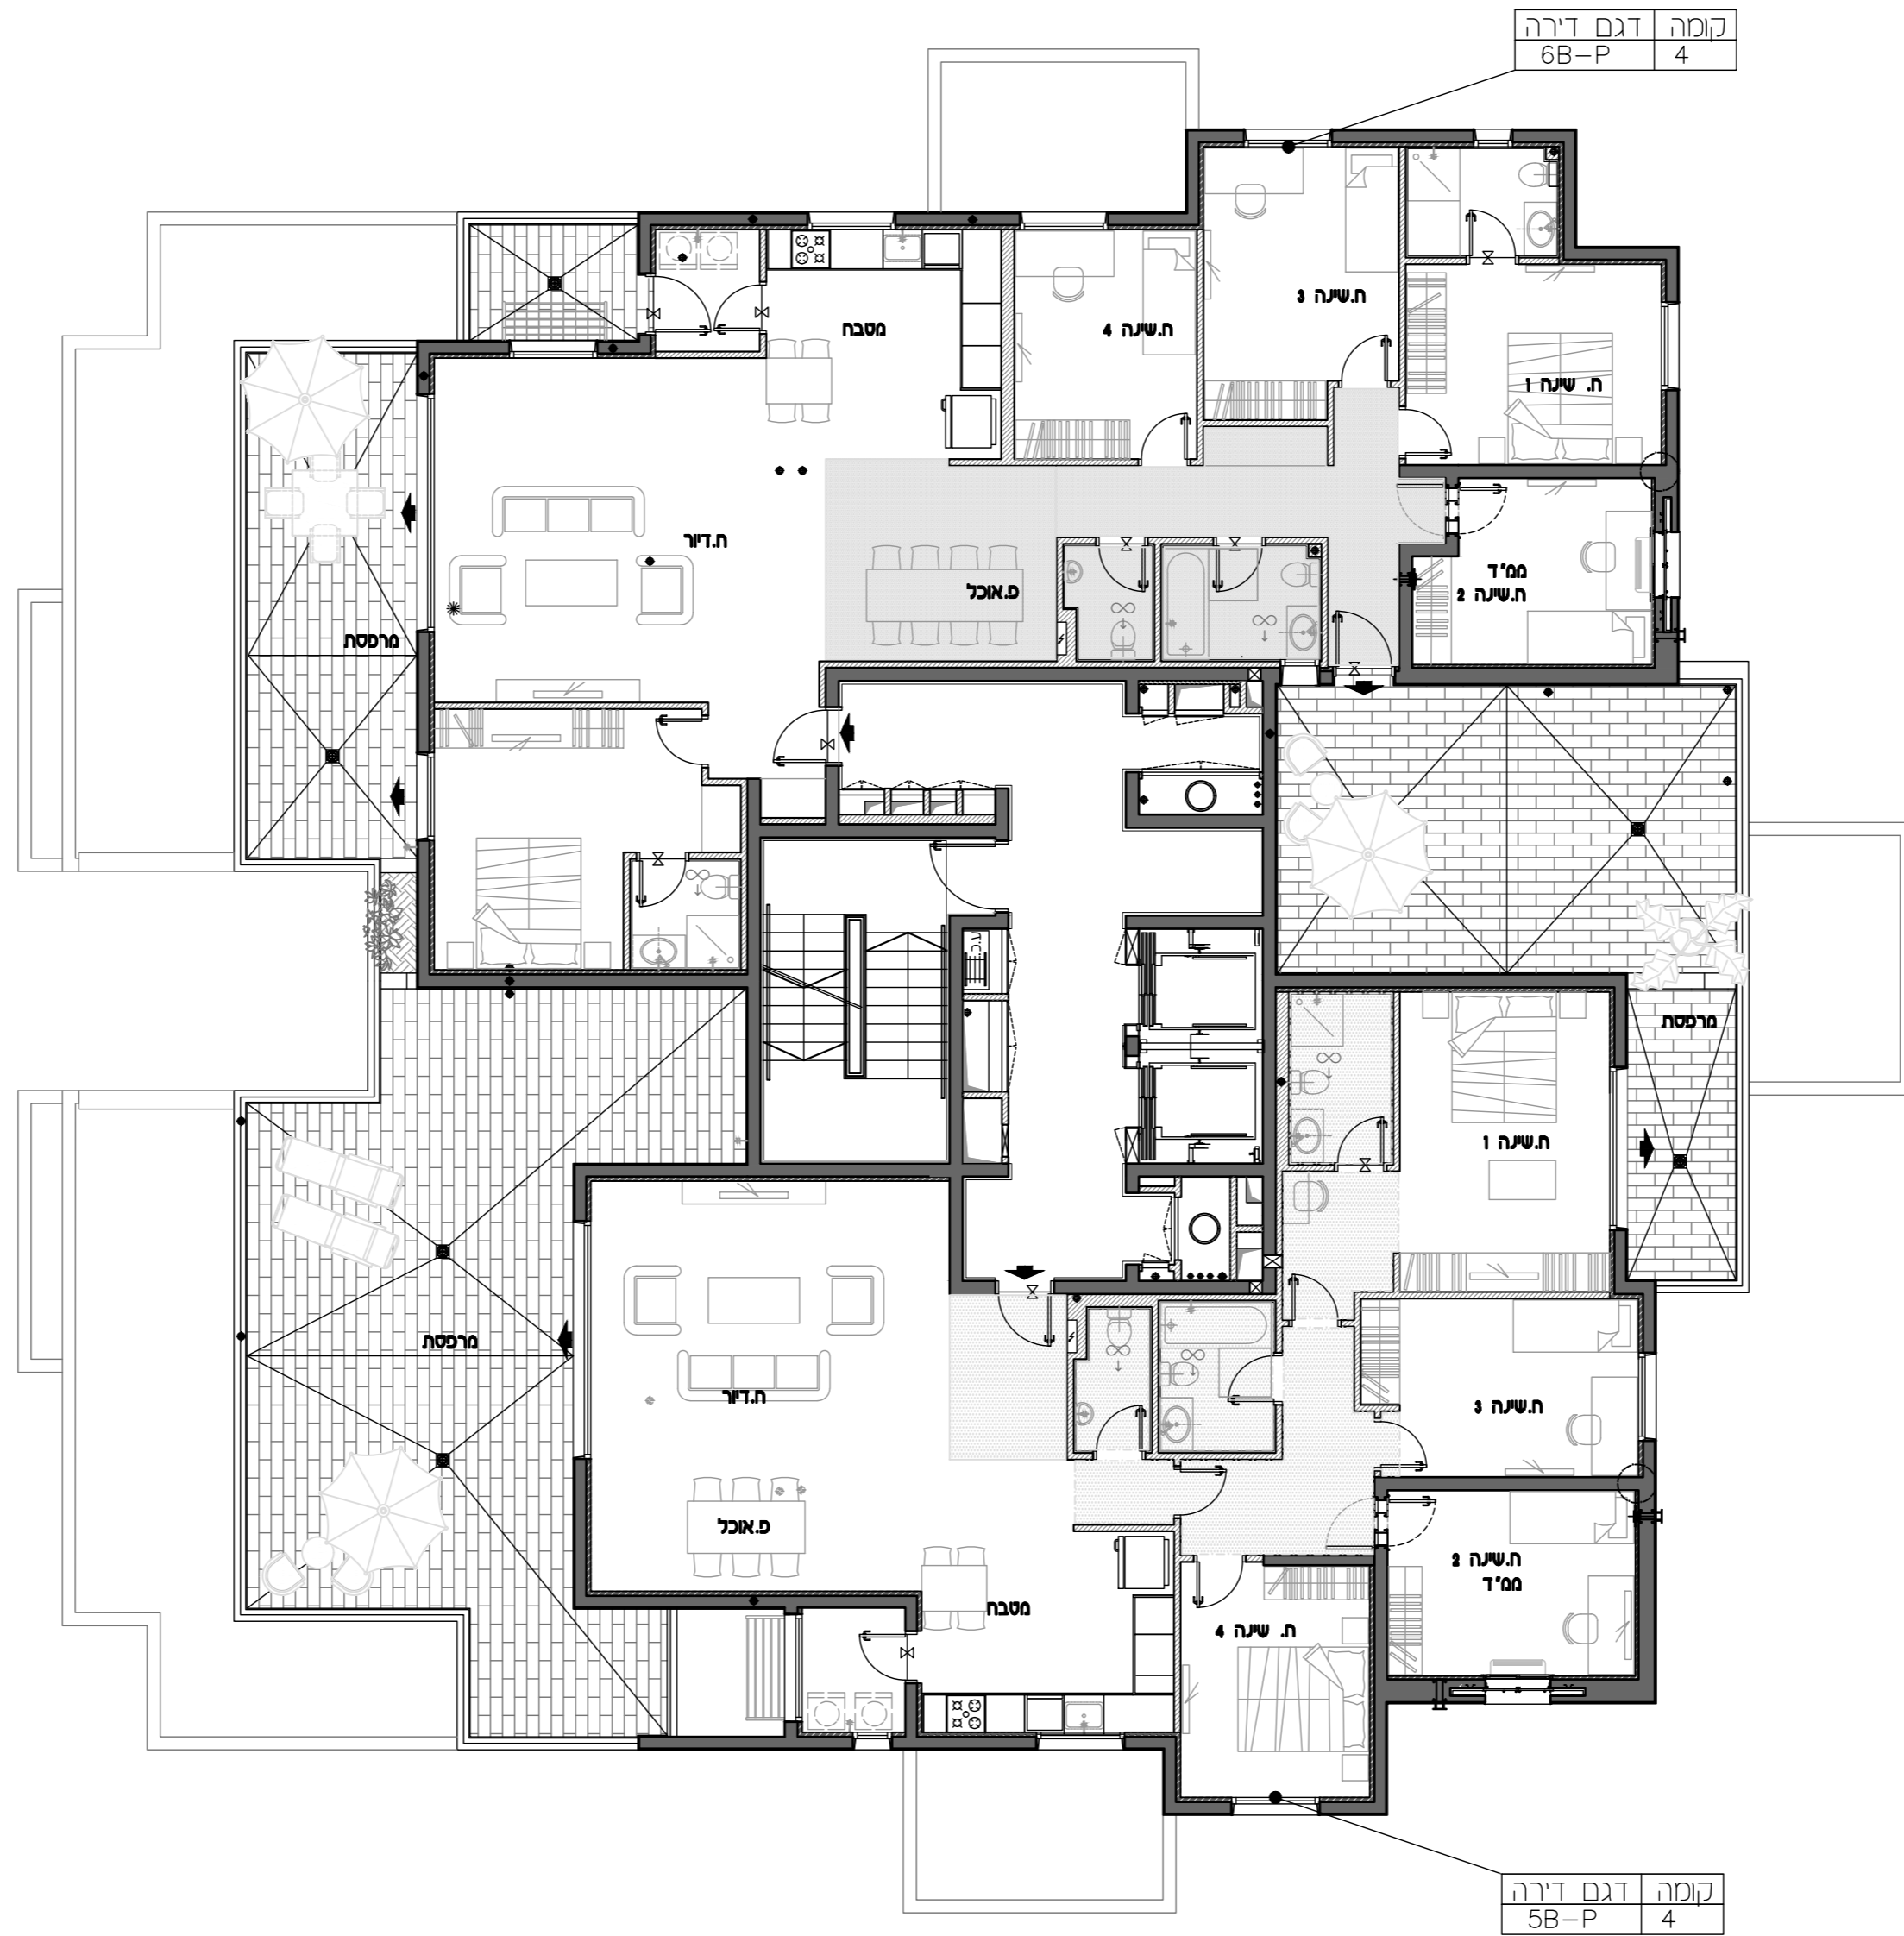 קומה דגם דירה
4 6B-P
ח.שינה 3
מטבח
ח.שינה 4
ח. שינה 1
ח.דיור
פ.אוכל
ממ"ד
ח.שינה 2
מרפסת
מרפסת
ח.שינה 1
מרפסת
ח.דיור
ח.שינה 3
פ.אוכל
ח.שינה 2
ממ"ד
מטבח
ח. שינה 4
קומה דגם דירה
4 5B-P